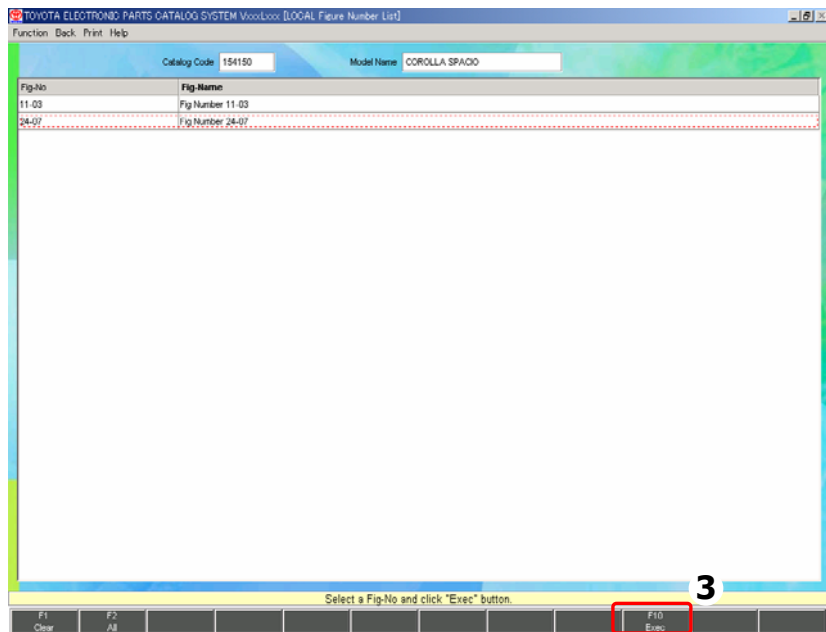 TOYOTA ELECTRONIC PARTS CATALOG SYSTEM VxxxLxxx [LOCAL Figure Number List]
Function Back Print Help
Catalog Code 154150 Model Name COROLLA SPACIO
Fig-No Fig-Name
11-03 Fig Number 11-03
24-07 Fig Number 24-07
3
Select a Fig-No and click "Exec" button.
F1 F2 F10
Clear All Exec